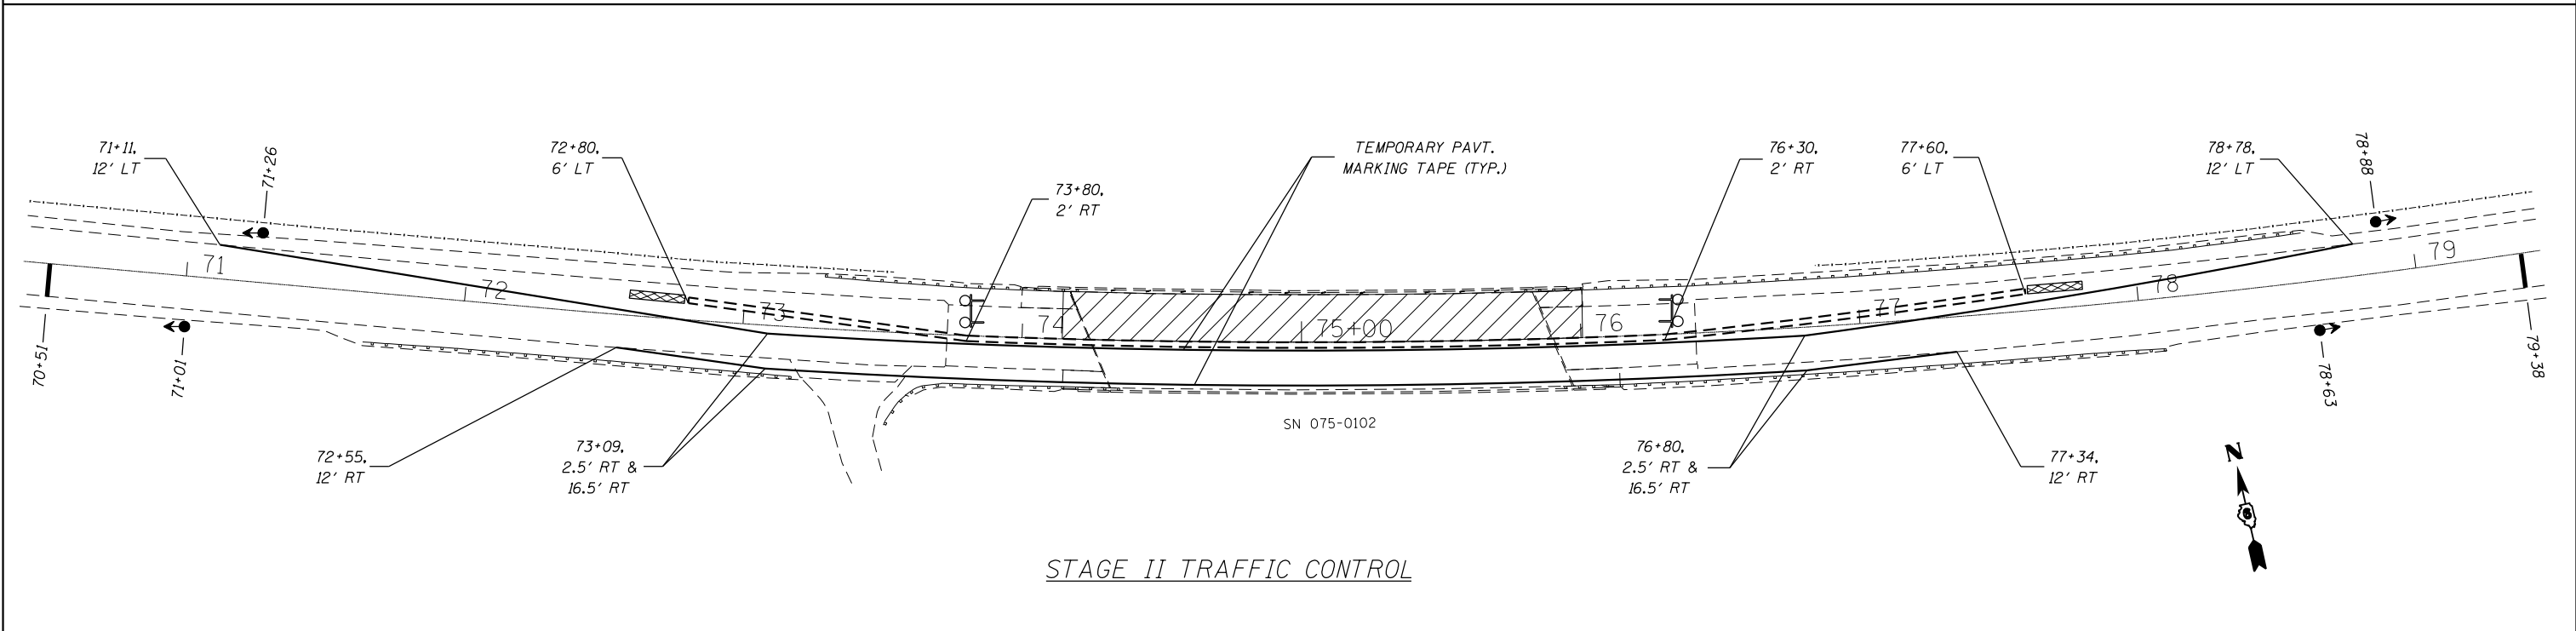 71+11,
12' LT
71+26
72+80,
6' LT
73+80,
2' RT
TEMPORARY PAVT.
MARKING TAPE (TYP.)
76+30,
2' RT
77+60,
6' LT
78+78,
12' LT
78+88
71
72
73
74
75+00
76
77
78
79
70+51
71+01
72+55,
12' RT
73+09,
2.5' RT &
16.5' RT
SN 075-0102
76+80,
2.5' RT &
16.5' RT
77+34,
12' RT
78+63
79+38
N
STAGE II TRAFFIC CONTROL